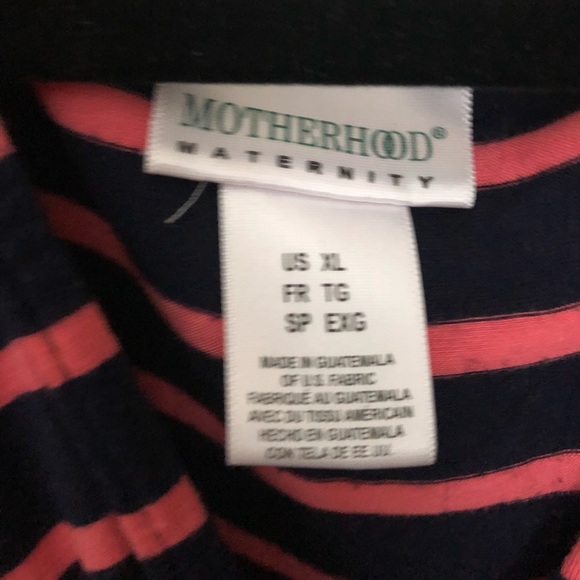 MOTHERHOOD®
MATERNITY
US XL
FR TG
SP EXG
MADE IN GUATEMALA
OF U.S. FABRIC
FABRIQUÉ AU GUATEMALA
AVEC DU TISSU AMERICAIN
HECHO EN GUATEMALA
CON TELA DE EE.UU.